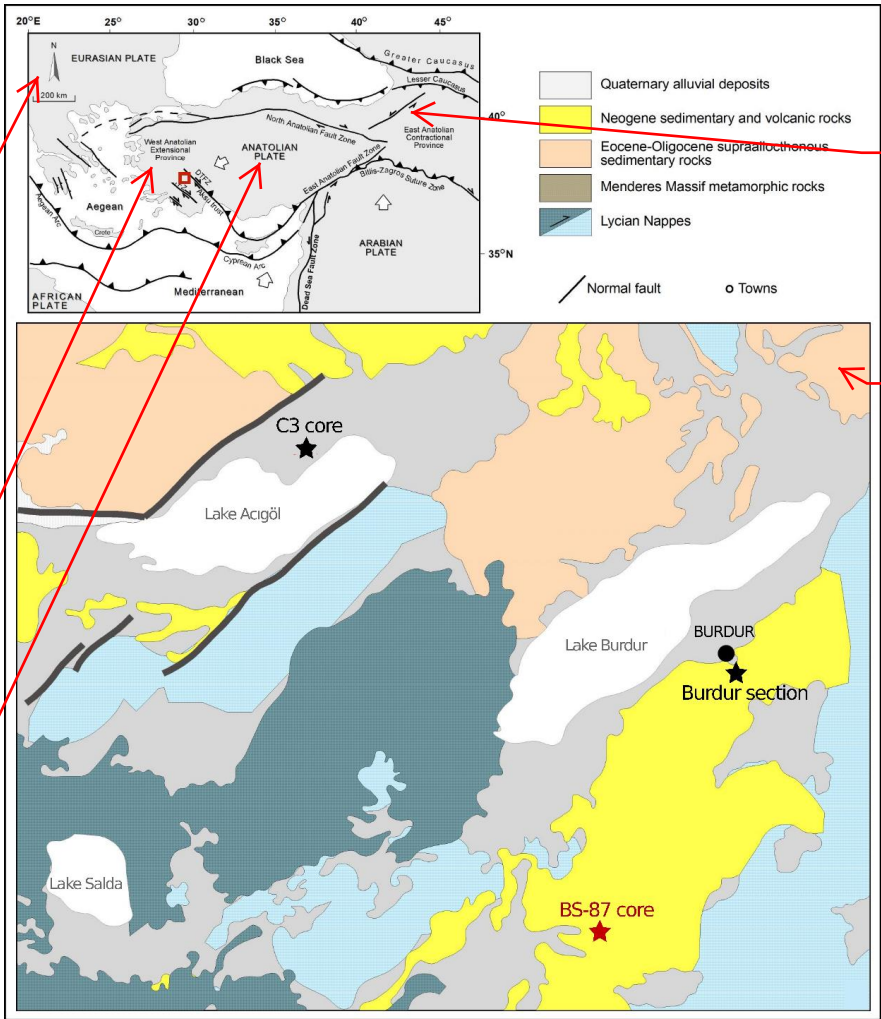 20°E 25° 30° 35° 40° 45°
N
EURASIAN PLATE
Black Sea
Greater Caucasus
Lesser Caucasus
200 km
40°
North Anatolian Fault Zone
East Anatolian
Contractional
Province
West Anatolian
Extensional
Province
ANATOLIAN
PLATE
East Anatolian Fault Zone
Bitlis-Zagros Suture Zone
DTFZ
Aksu trust
Aegean
Aegean Arc
Crete
Cyprean Arc
ARABIAN
PLATE
35°N
Dead Sea Fault Zone
Mediterranean
AFRICAN
PLATE
Quaternary alluvial deposits
Neogene sedimentary and volcanic rocks
Eocene-Oligocene supraallocthonous
sedimentary rocks
Menderes Massif metamorphic rocks
Lycian Nappes
Normal fault
Towns
C3 core
Lake Acıgöl
Lake Burdur
BURDUR
Burdur section
Lake Salda
BS-87 core